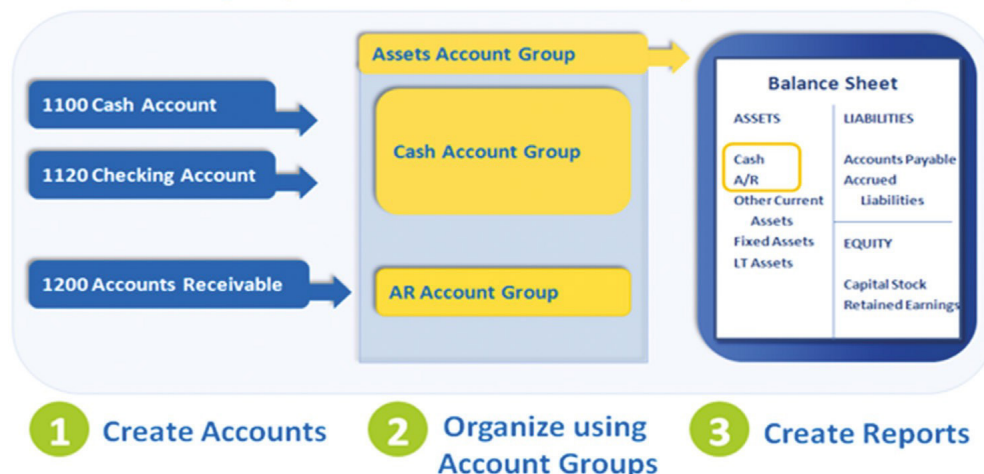 Assets Account Group
1100 Cash Account
Cash Account Group
1120 Checking Account
1200 Accounts Receivable
AR Account Group
Balance Sheet
ASSETS
Cash
A/R
Other Current
Assets
Fixed Assets
LT Assets
LIABILITIES
Accounts Payable
Accrued
Liabilities
EQUITY
Capital Stock
Retained Earnings
1 Create Accounts
2 Organize using
Account Groups
3 Create Reports